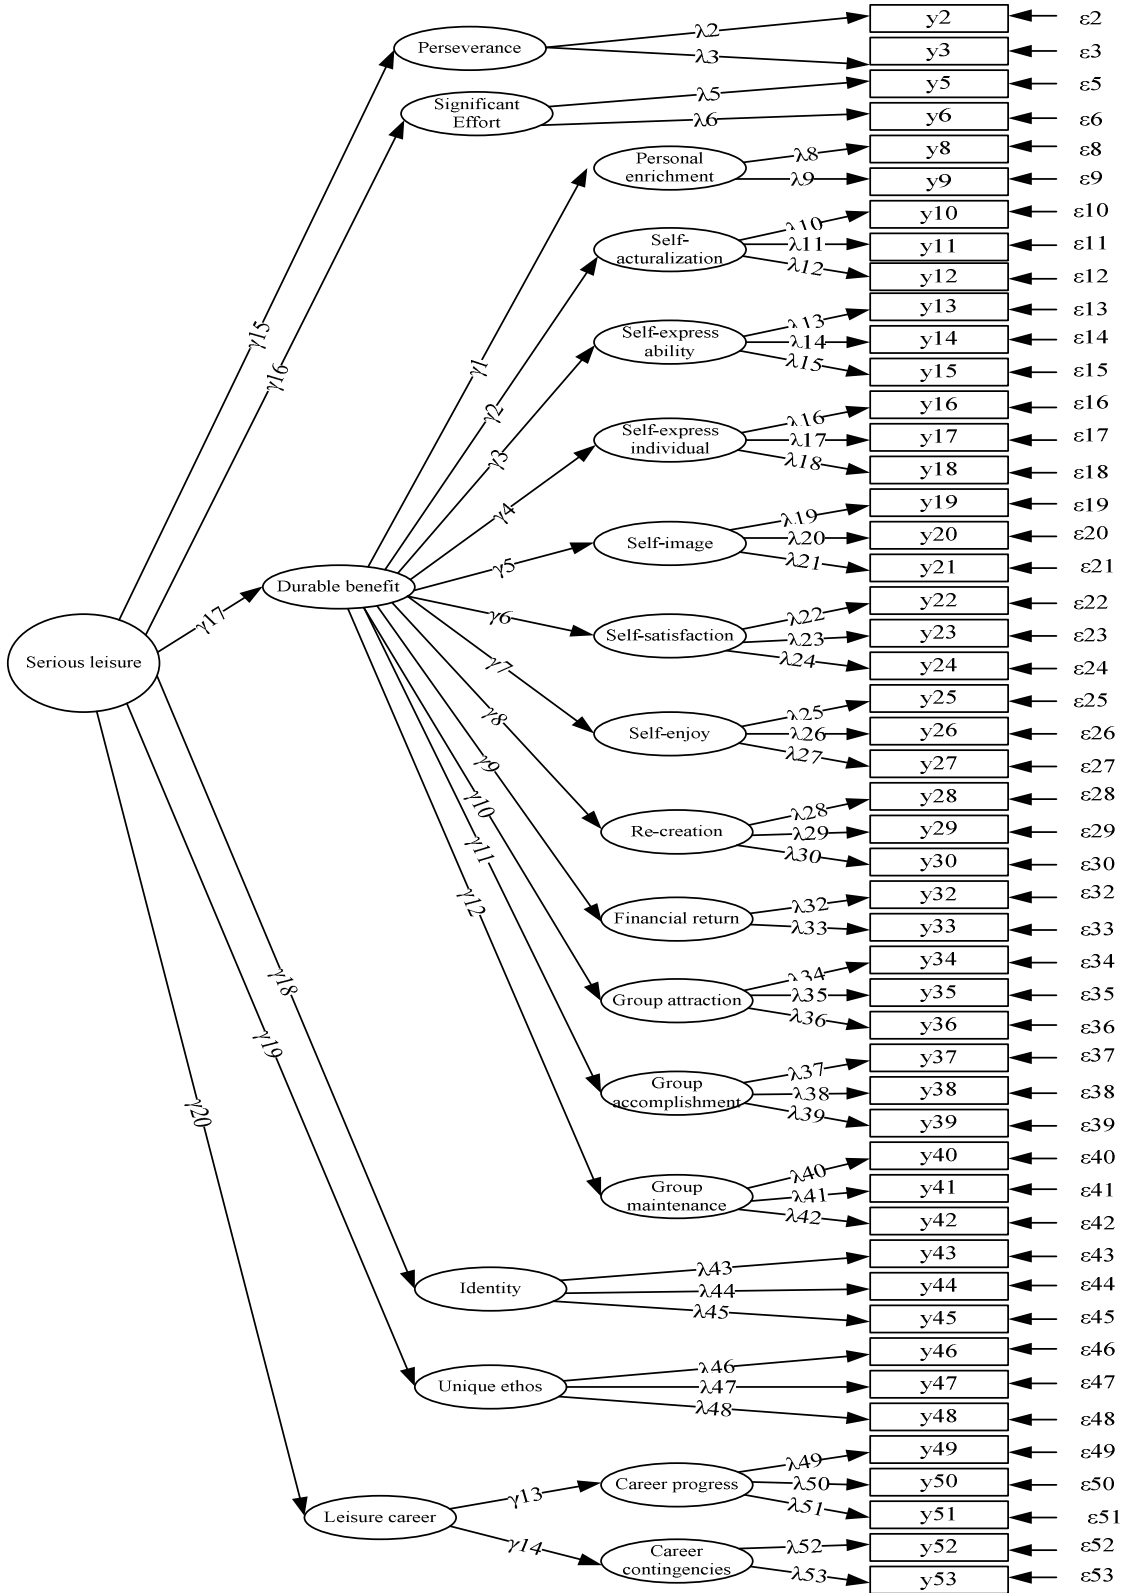 y2
ε2
λ2
Perseverance
λ3
y3
ε3
y5
ε5
λ5
Significant
Effort
λ6
y6
ε6
y8
ε8
Personal
enrichment
λ8
λ9
y9
ε9
y10
ε10
λ10
Self-
acturalization
λ11
y11
ε11
λ12
y12
ε12
y13
ε13
λ13
Self-express
ability
λ14
y14
ε14
λ15
y15
ε15
γ15
γ16
γ1
y16
ε16
γ2
λ16
Self-express
individual
λ17
y17
ε17
γ3
λ18
y18
ε18
γ4
y19
ε19
λ19
Self-image
λ20
y20
ε20
γ5
λ21
y21
ε21
Durable benefit
y22
ε22
γ6
λ22
Self-satisfaction
λ23
y23
ε23
γ17
Serious leisure
λ24
y24
ε24
γ7
y25
ε25
λ25
Self-enjoy
λ26
y26
ε26
γ8
λ27
y27
ε27
γ9
y28
ε28
γ10
λ28
Re-creation
λ29
y29
ε29
γ11
λ30
y30
ε30
γ12
y32
ε32
λ32
Financial return
λ33
y33
ε33
y34
ε34
γ18
λ34
Group attraction
λ35
y35
ε35
λ36
y36
ε36
γ19
y37
ε37
λ37
Group
accomplishment
λ38
y38
ε38
γ20
λ39
y39
ε39
y40
ε40
λ40
Group
maintenance
λ41
y41
ε41
λ42
y42
ε42
y43
ε43
λ43
Identity
λ44
y44
ε44
λ45
y45
ε45
y46
ε46
λ46
Unique ethos
λ47
y47
ε47
λ48
y48
ε48
y49
ε49
λ49
Career progress
λ50
y50
ε50
γ13
λ51
y51
ε51
Leisure career
γ14
y52
ε52
λ52
Career
contingencies
λ53
y53
ε53